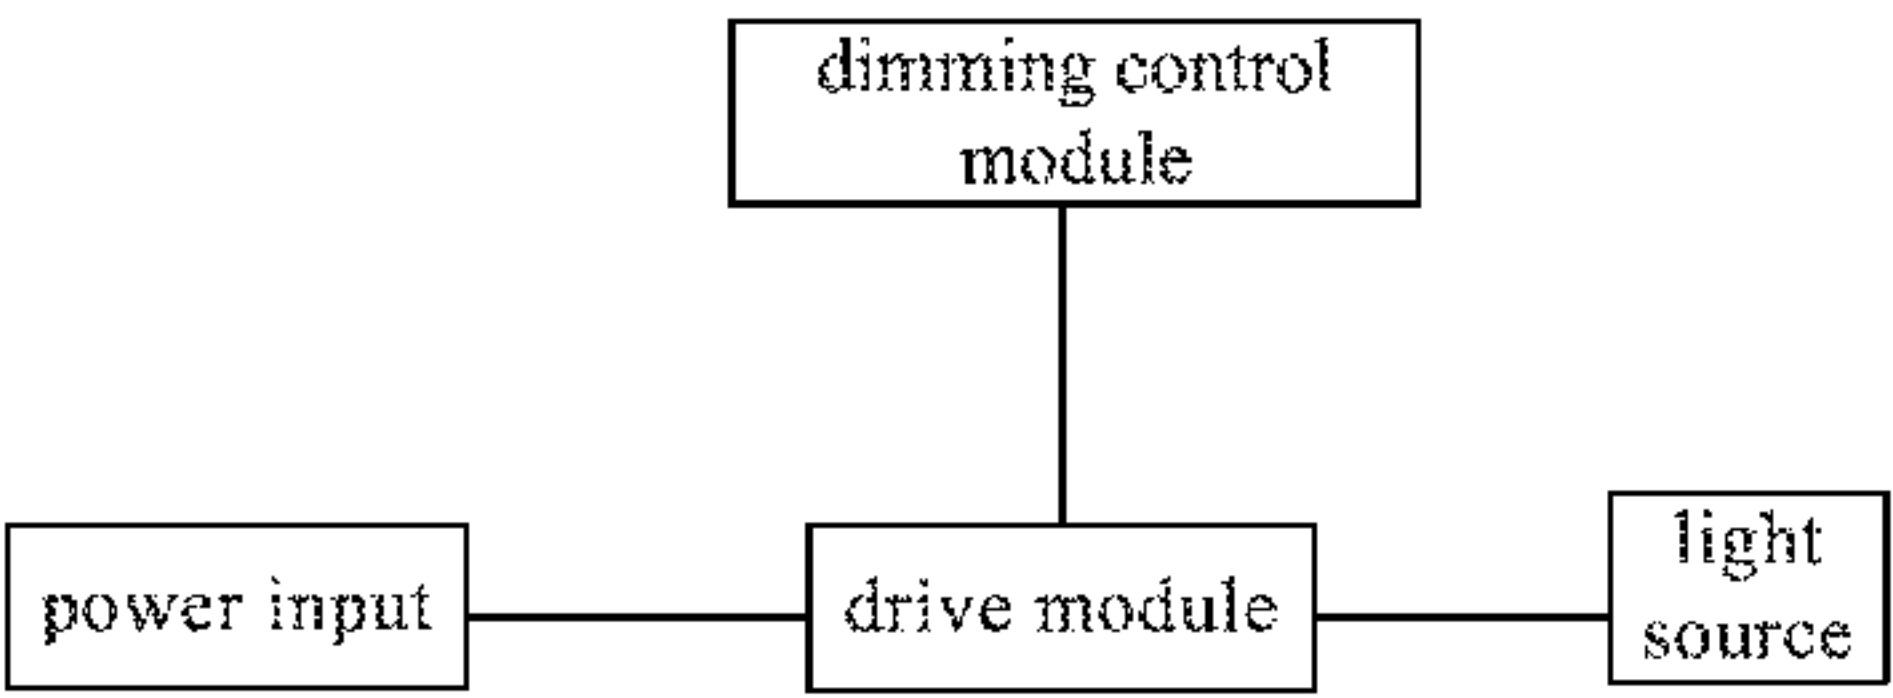 dimming control
module
power input
drive module
light
source